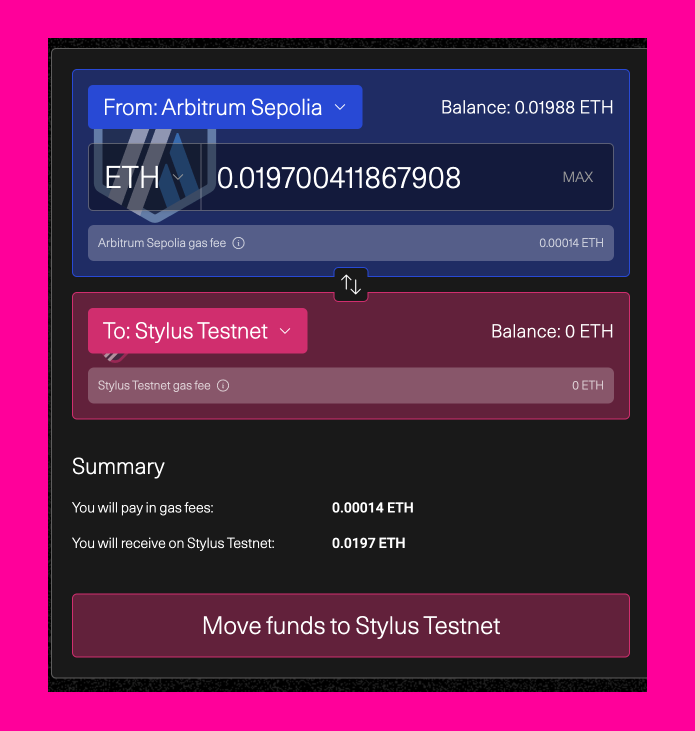 From: Arbitrum Sepolia
Balance: 0.01988 ETH
ETH
0.019700411867908
MAX
Arbitrum Sepolia gas fee
0.00014 ETH
To: Stylus Testnet
Balance: 0 ETH
Stylus Testnet gas fee
0 ETH
Summary
You will pay in gas fees: 0.00014 ETH
You will receive on Stylus Testnet: 0.0197 ETH
Move funds to Stylus Testnet